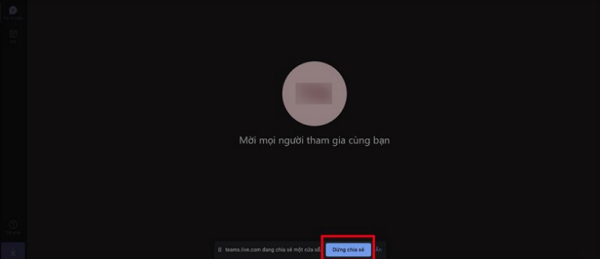 Mời mọi người tham gia cùng bạn
teams.live.com đang chia sẻ một cửa sổ. Dừng chia sẻ Ẩn